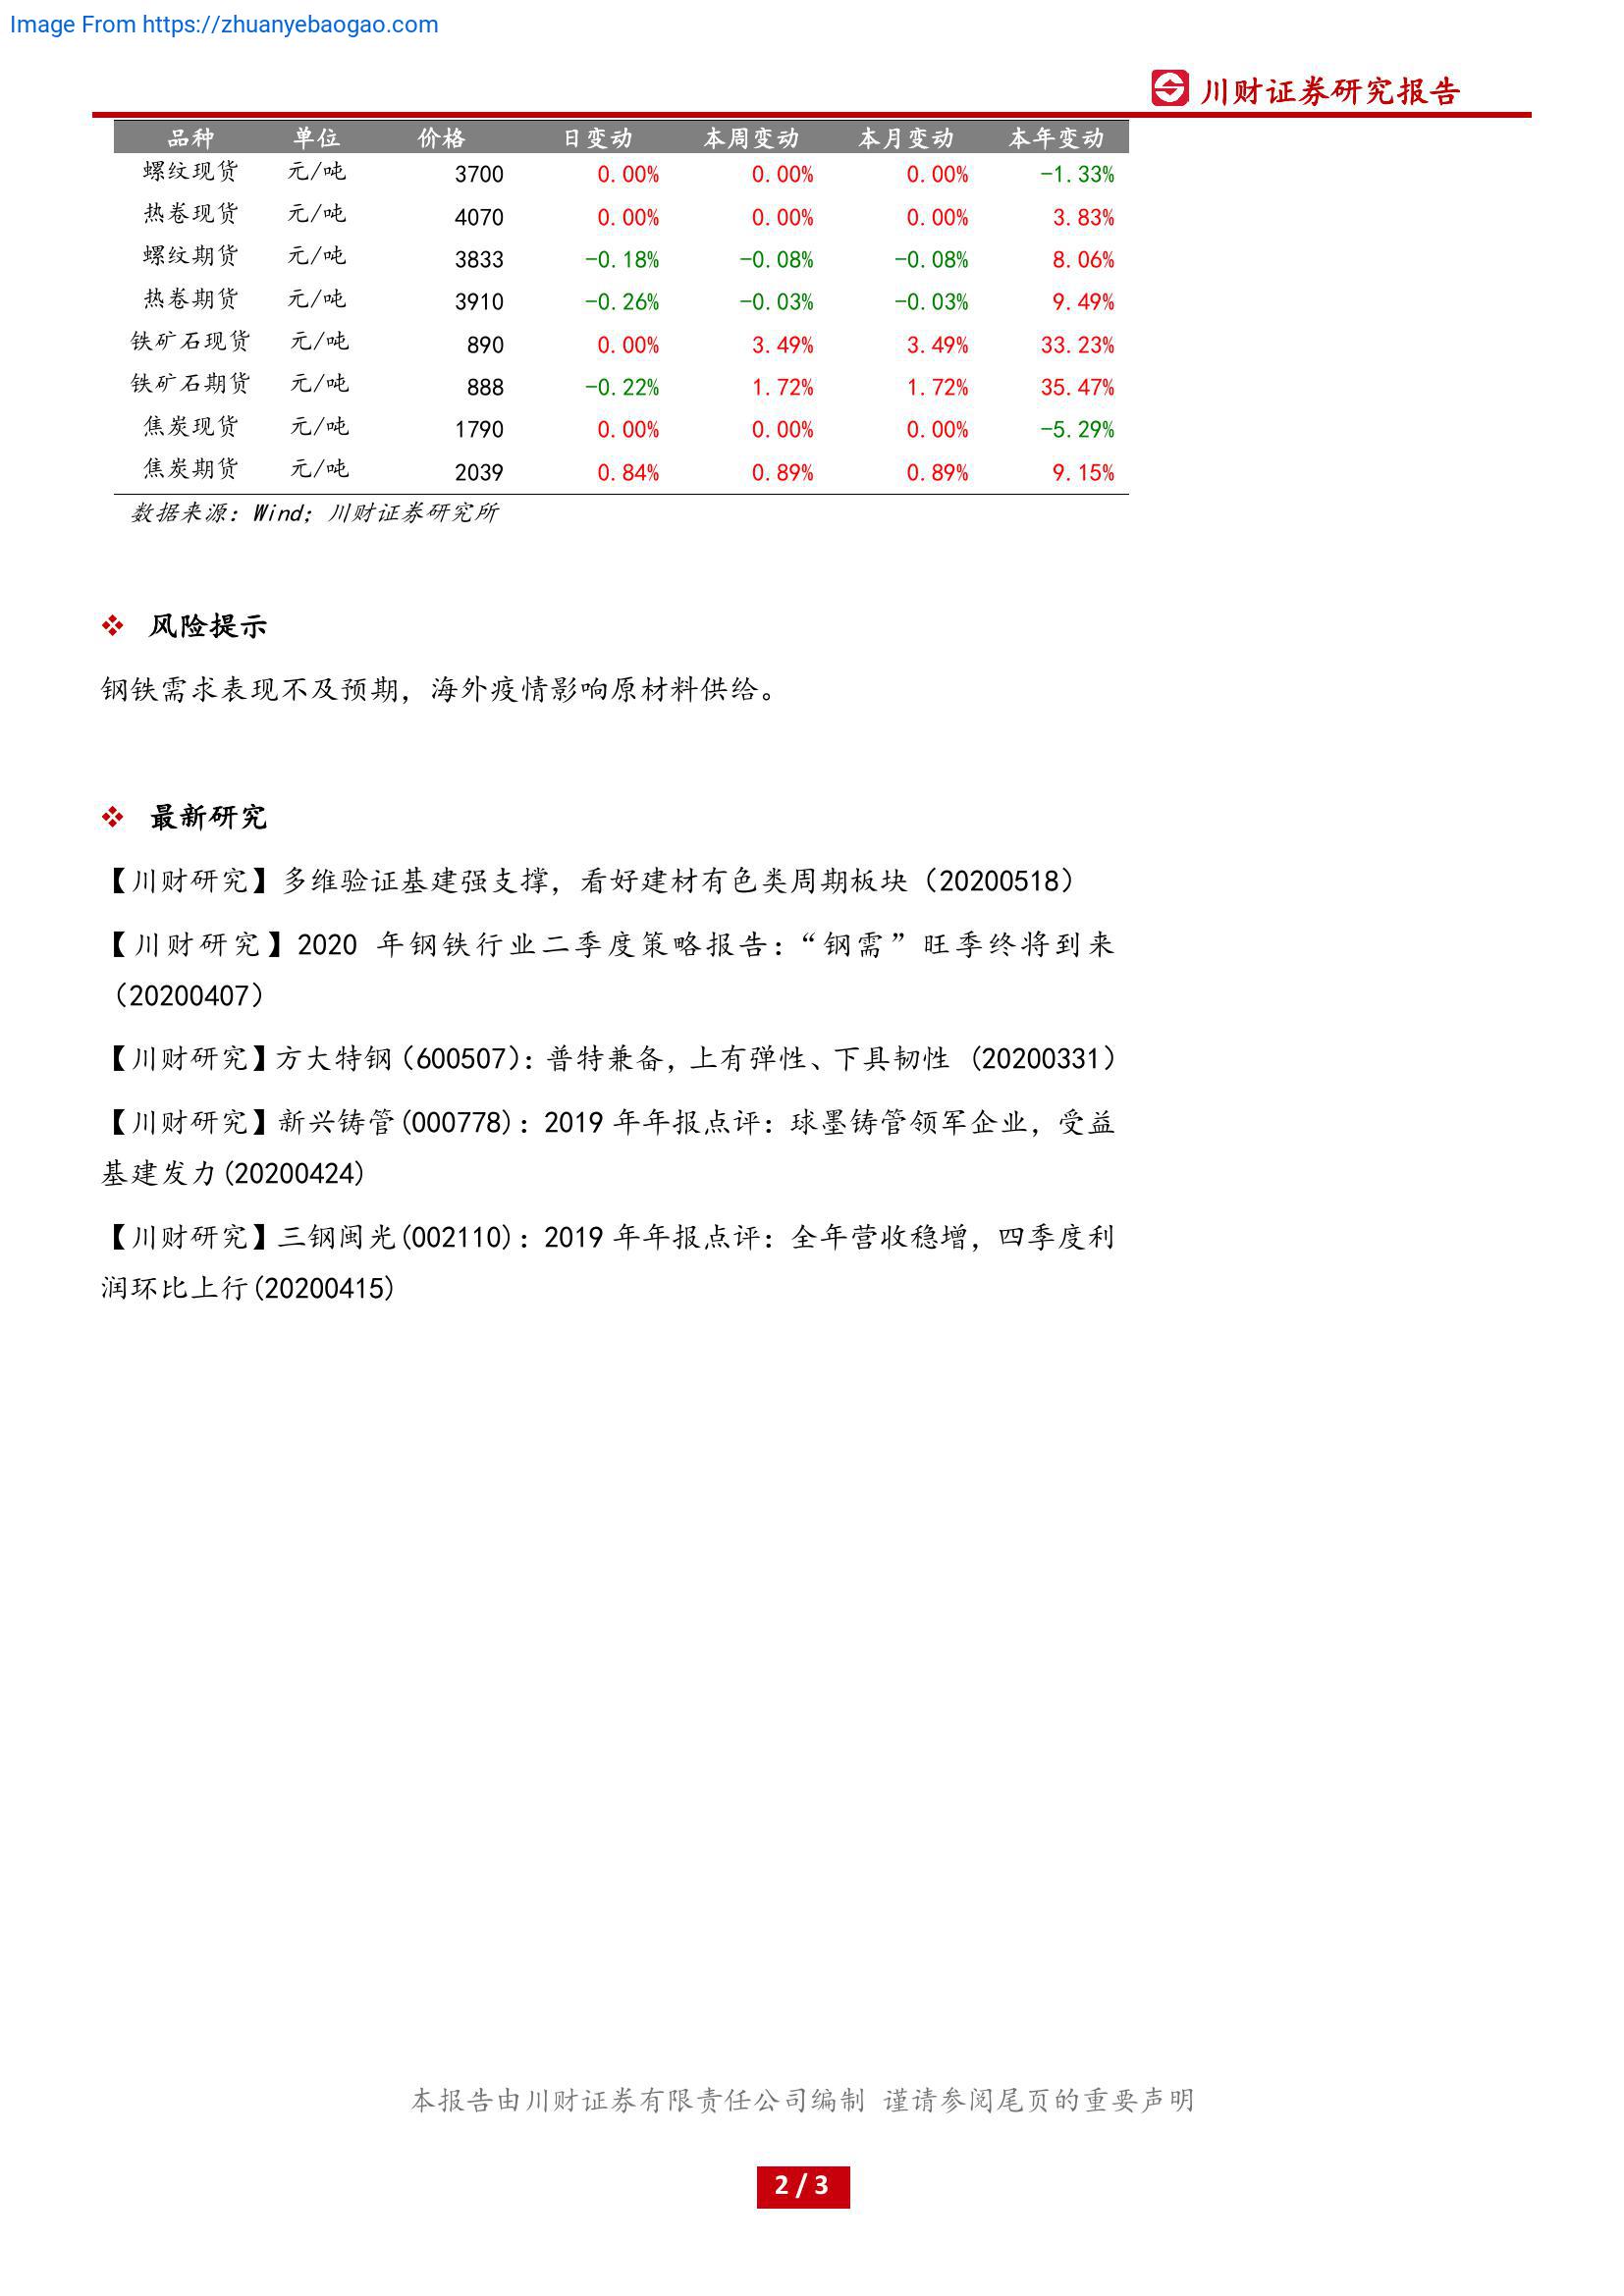 Image From https://zhuanyebaogao.com
川财证券研究报告
品种 单位 价格 日变动 本周变动 本月变动 本年变动
螺纹现货 元/吨 3700 0.00% 0.00% 0.00% -1.33%
热卷现货 元/吨 4070 0.00% 0.00% 0.00% 3.83%
螺纹期货 元/吨 3833 -0.18% -0.08% -0.08% 8.06%
热卷期货 元/吨 3910 -0.26% -0.03% -0.03% 9.49%
铁矿石现货 元/吨 890 0.00% 3.49% 3.49% 33.23%
铁矿石期货 元/吨 888 -0.22% 1.72% 1.72% 35.47%
焦炭现货 元/吨 1790 0.00% 0.00% 0.00% -5.29%
焦炭期货 元/吨 2039 0.84% 0.89% 0.89% 9.15%
数据来源：Wind；川财证券研究所
❖ 风险提示
钢铁需求表现不及预期，海外疫情影响原材料供给。
❖ 最新研究
【川财研究】多维验证基建强支撑，看好建材有色类周期板块（20200518）
【川财研究】2020 年钢铁行业二季度策略报告：“钢需”旺季终将到来
（20200407）
【川财研究】方大特钢（600507）：普特兼备，上有弹性、下具韧性 (20200331）
【川财研究】新兴铸管(000778)：2019 年年报点评：球墨铸管领军企业，受益
基建发力(20200424)
【川财研究】三钢闽光(002110)：2019 年年报点评：全年营收稳增，四季度利
润环比上行(20200415)
本报告由川财证券有限责任公司编制 谨请参阅尾页的重要声明
2 / 3